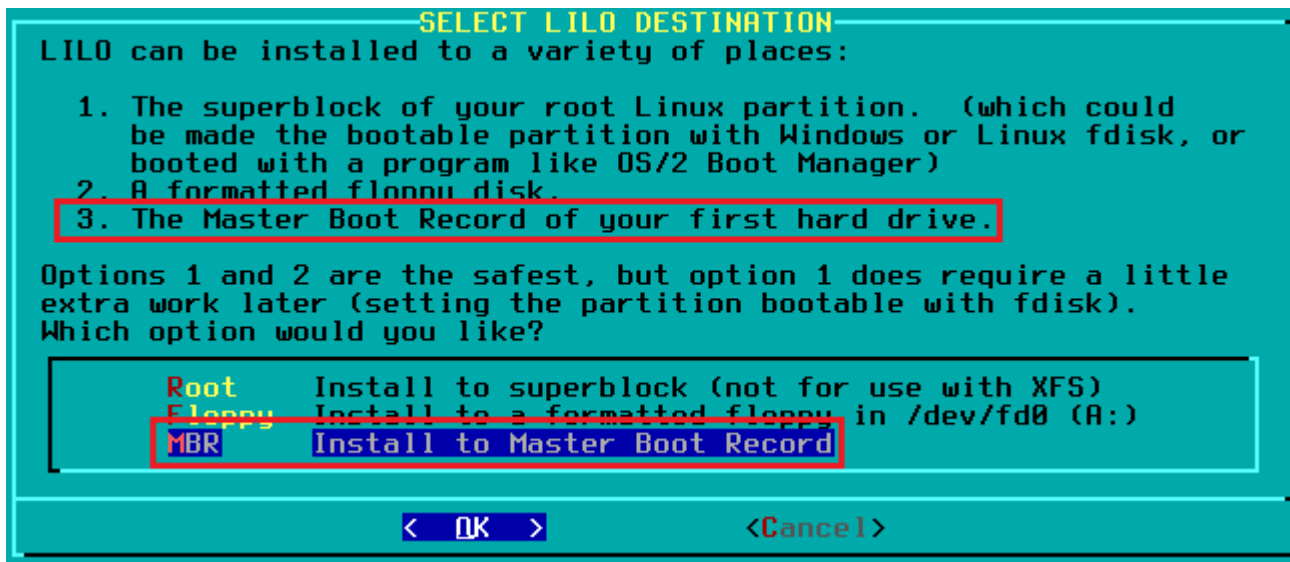 SELECT LILO DESTINATION
LILO can be installed to a variety of places:
1. The superblock of your root Linux partition. (which could
be made the bootable partition with Windows or Linux fdisk, or
booted with a program like OS/2 Boot Manager)
2. A formatted floppy disk.
3. The Master Boot Record of your first hard drive.
Options 1 and 2 are the safest, but option 1 does require a little
extra work later (setting the partition bootable with fdisk).
Which option would you like?
Root Install to superblock (not for use with XFS)
Floppy Install to a formatted floppy in /dev/fd0 (A:)
MBR Install to Master Boot Record
< OK > <Cancel>